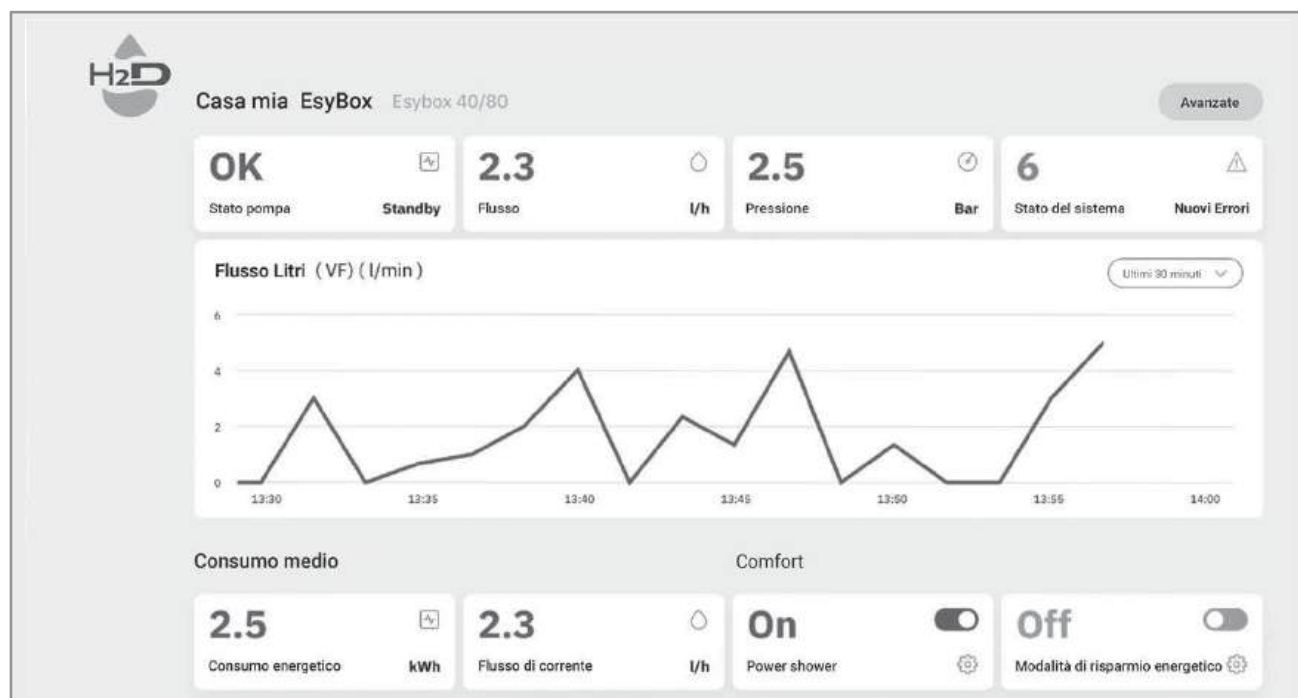 H2D
Casa mia EsyBox Esybox 40/80
Avanzate
OK
Stato pompa Standby
2.3
Flusso l/h
2.5
Pressione Bar
6
Stato del sistema Nuovi Errori
Flusso Litri (VF) (l/min)
Ultimi 30 minuti
6
4
2
0
13:30 13:35 13:40 13:45 13:50 13:55 14:00
Consumo medio
Comfort
2.5
Consumo energetico kWh
2.3
Flusso di corrente l/h
On
Power shower
Off
Modalità di risparmio energetico